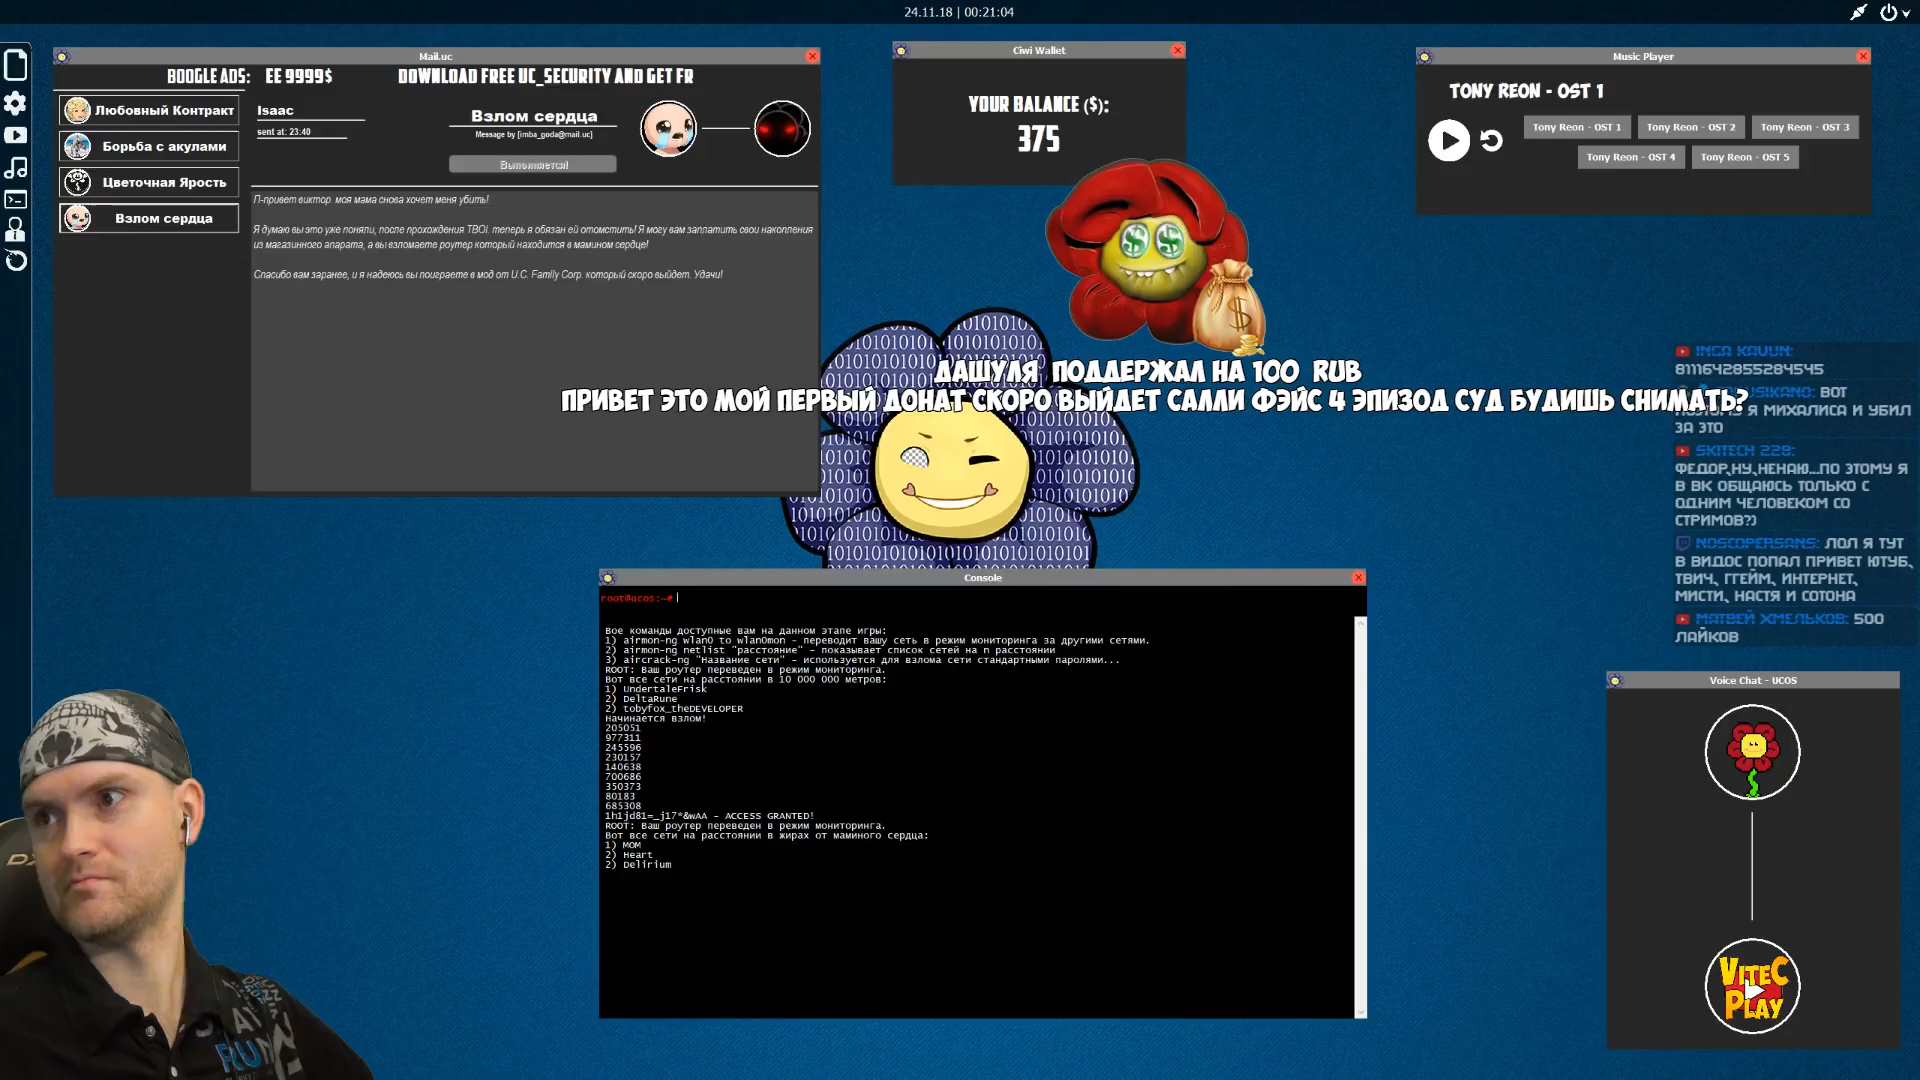 24.11.18 | 00:21:04
Mail.uc
BOOGLE ADS: EE 9999$ DOWNLOAD FREE UC_SECURITY AND GET FR
Любовный Контракт
Борьба с акулами
Цветочная Ярость
Взлом сердца
Isaac
sent at: 23:40
Взлом сердца
Message by [imba_goda@mail.uc]
Выполняется!
П-привет виктор. моя мама снова хочет меня убить!
Я думаю вы это уже поняли, после прохождения TBOI. теперь я обязан ей отомстить! Я могу вам заплатить свои накопления
из магазинного апарата, а вы взломаете роутер который находится в мамином сердце!
Спасибо вам заранее, и я надеюсь вы поиграете в мод от U.C. Family Corp. который скоро выйдет. Удачи!
Ciwi Wallet
YOUR BALANCE ($):
375
Music Player
TONY REON - OST 1
Tony Reon - OST 1
Tony Reon - OST 2
Tony Reon - OST 3
Tony Reon - OST 4
Tony Reon - OST 5
ДАШУЛЯ ПОДДЕРЖАЛ НА 100 RUB
ПРИВЕТ ЭТО МОЙ ПЕРВЫЙ ДОНАТ СКОРО ВЫЙДЕТ САЛЛИ ФЭЙС 4 ЭПИЗОД СУД БУДИШЬ СНИМАТЬ?
INGA KAVUN:
8111642855284545
ВОТ
Я МИХАЛИСА И УБИЛ
ЗА ЭТО
SKITECH 228:
ФЕДОР,НУ,НЕНАЮ...ПО ЭТОМУ Я
В ВК ОБЩАЮСЬ ТОЛЬКО С
ОДНИМ ЧЕЛОВЕКОМ СО
СТРИМОВ?)
NOSCOPERSANS: ЛОЛ Я ТУТ
В ВИДОС ПОПАЛ ПРИВЕТ ЮТУБ,
ТВИЧ, ГГЕЙМ, ИНТЕРНЕТ,
МИСТИ, НАСТЯ И СОТОНА
МАТВЕЙ ХМЕЛЬКОВ: 500
ЛАЙКОВ
Console
root@ucos:~#
Все команды доступные вам на данном этапе игры:
1) airmon-ng wlan0 to wlan0mon - переводит вашу сеть в режим мониторинга за другими сетями.
2) airmon-ng netlist "расстояние" - показывает список сетей на n расстоянии
3) aircrack-ng "Название сети" - используется для взлома сети стандартными паролями...
ROOT: Ваш роутер переведен в режим мониторинга.
Вот все сети на расстоянии в 10 000 000 метров:
1) UndertaleFrisk
2) DeltaRune
2) tobyfox_theDEVELOPER
Начинается взлом!
205051
977311
245596
230157
140638
700686
350373
80183
685308
1h1jd81=_j17*&wAA - ACCESS GRANTED!
ROOT: Ваш роутер переведен в режим мониторинга.
Вот все сети на расстоянии в жирах от маминого сердца:
1) MOM
2) Heart
2) Delirium
Voice Chat - UCOS
VITEC
PLAY